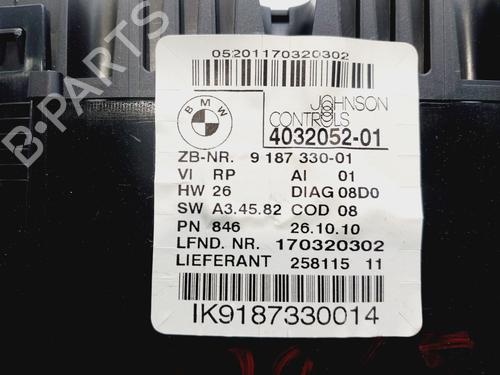 05201170320302
BMW
JOHNSON
CONTROLS
4032052-01
ZB-NR. 9 187 330-01
VI RP AI 01
HW 26 DIAG 08D0
SW A3.45.82 COD 08
PN 846 26.10.10
LFND. NR. 170320302
LIEFERANT 258115 11
IK9187330014
B-PARTS